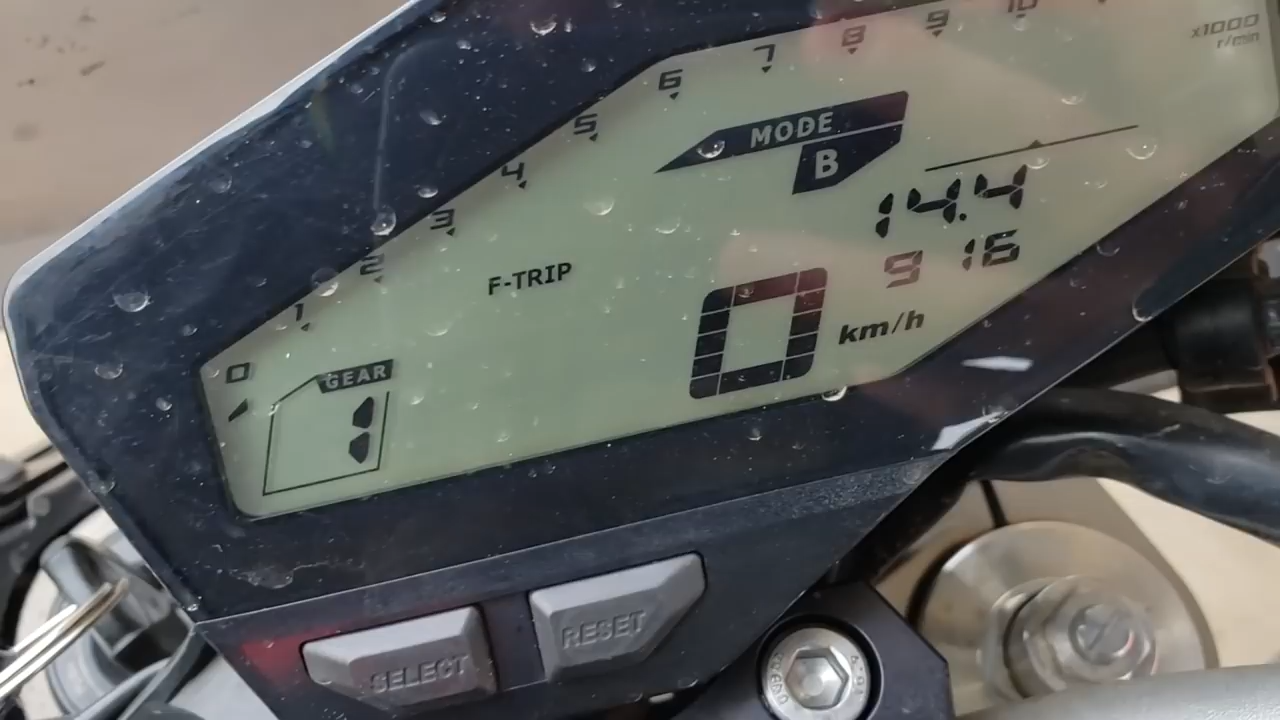 0 1 2 3 4 5 6 7 8 9 10
x1000
r/min
MODE
B
14.4
9 16
F-TRIP
0 km/h
GEAR
1
SELECT
RESET